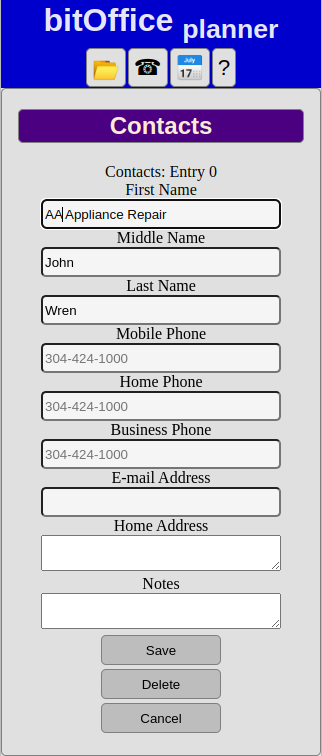 bitOffice planner
July
17
?
Contacts
Contacts: Entry 0
First Name
AA Appliance Repair
Middle Name
John
Last Name
Wren
Mobile Phone
304-424-1000
Home Phone
304-424-1000
Business Phone
304-424-1000
E-mail Address
Home Address
Notes
Save
Delete
Cancel